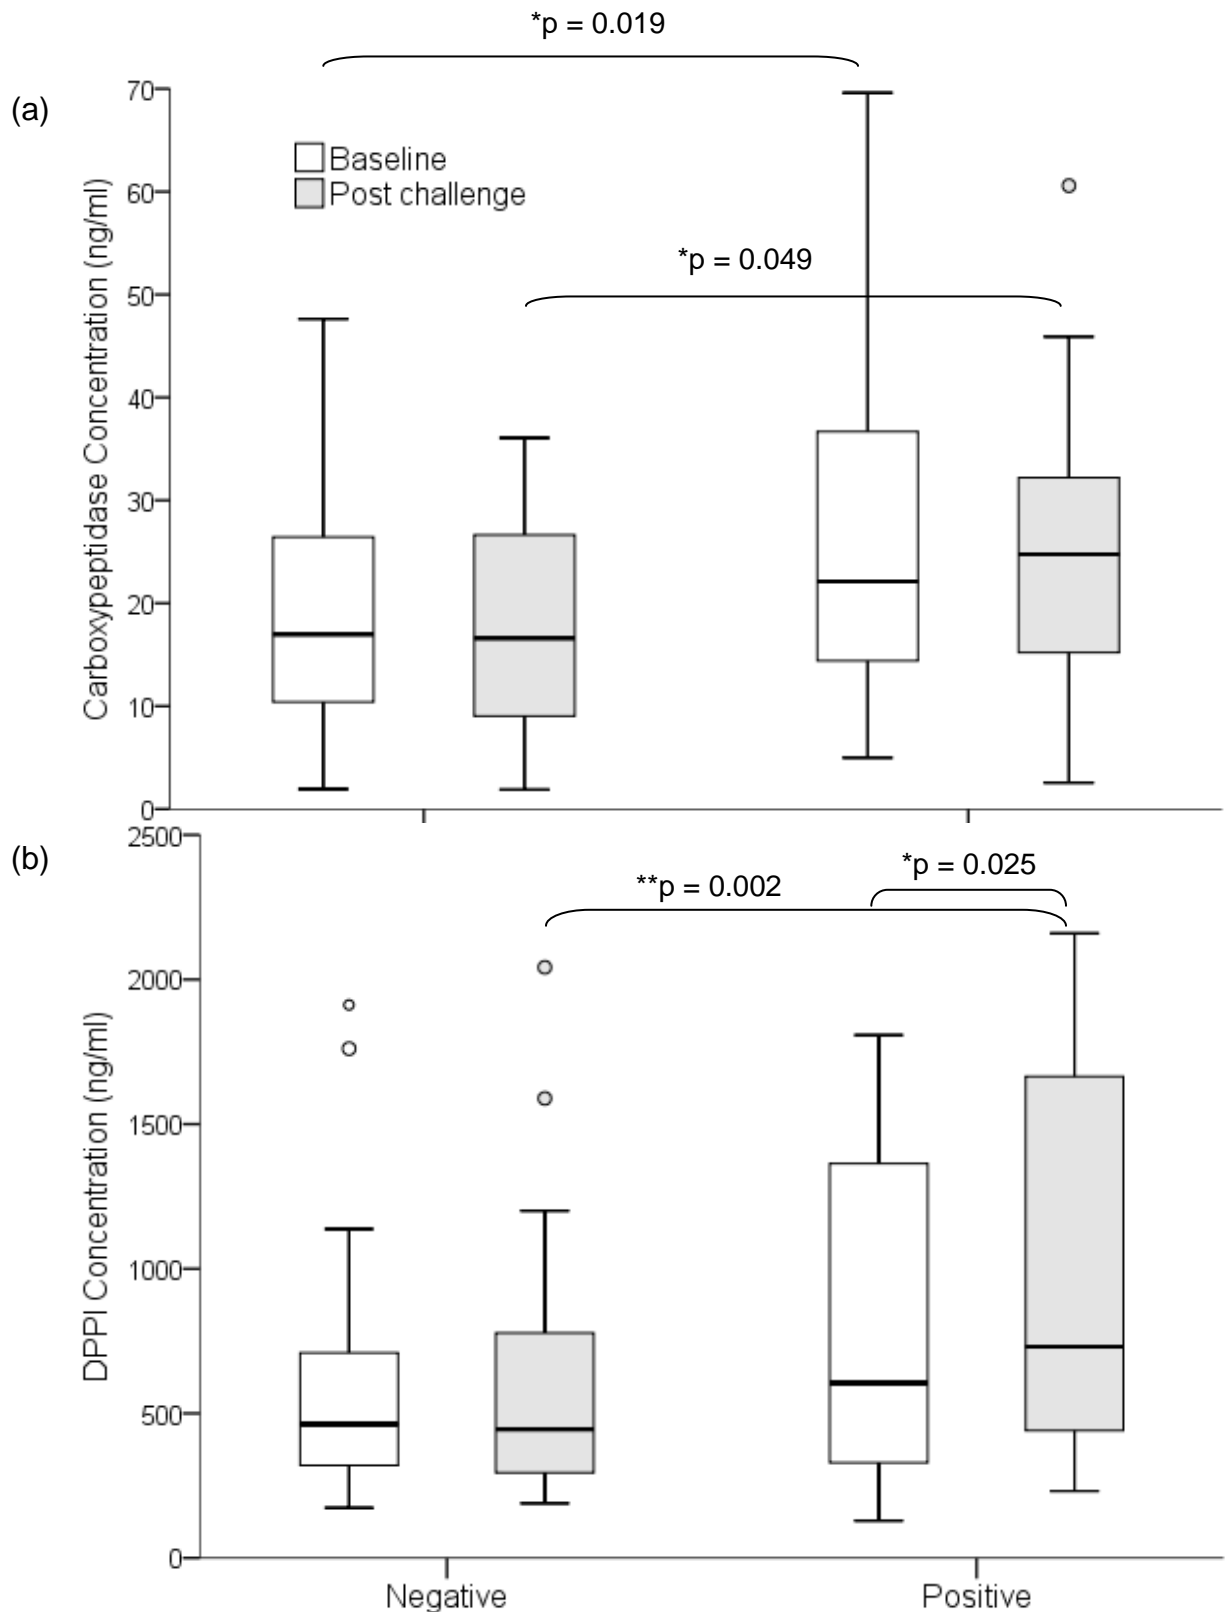 *p = 0.019
(a)
70
60
50
40
30
20
10
0
Carboxypeptidase Concentration (ng/ml)
Baseline
Post challenge
*p = 0.049
(b)
2500
2000
1500
1000
500
0
DPPI Concentration (ng/ml)
**p = 0.002
*p = 0.025
Negative
Positive